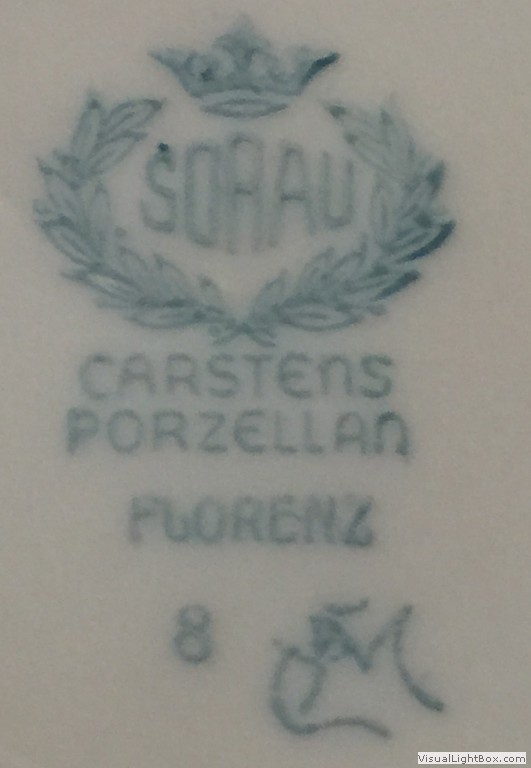 SORAU
CARSTENS
PORZELLAN
FLORENZ
8
VisualLightBox.com